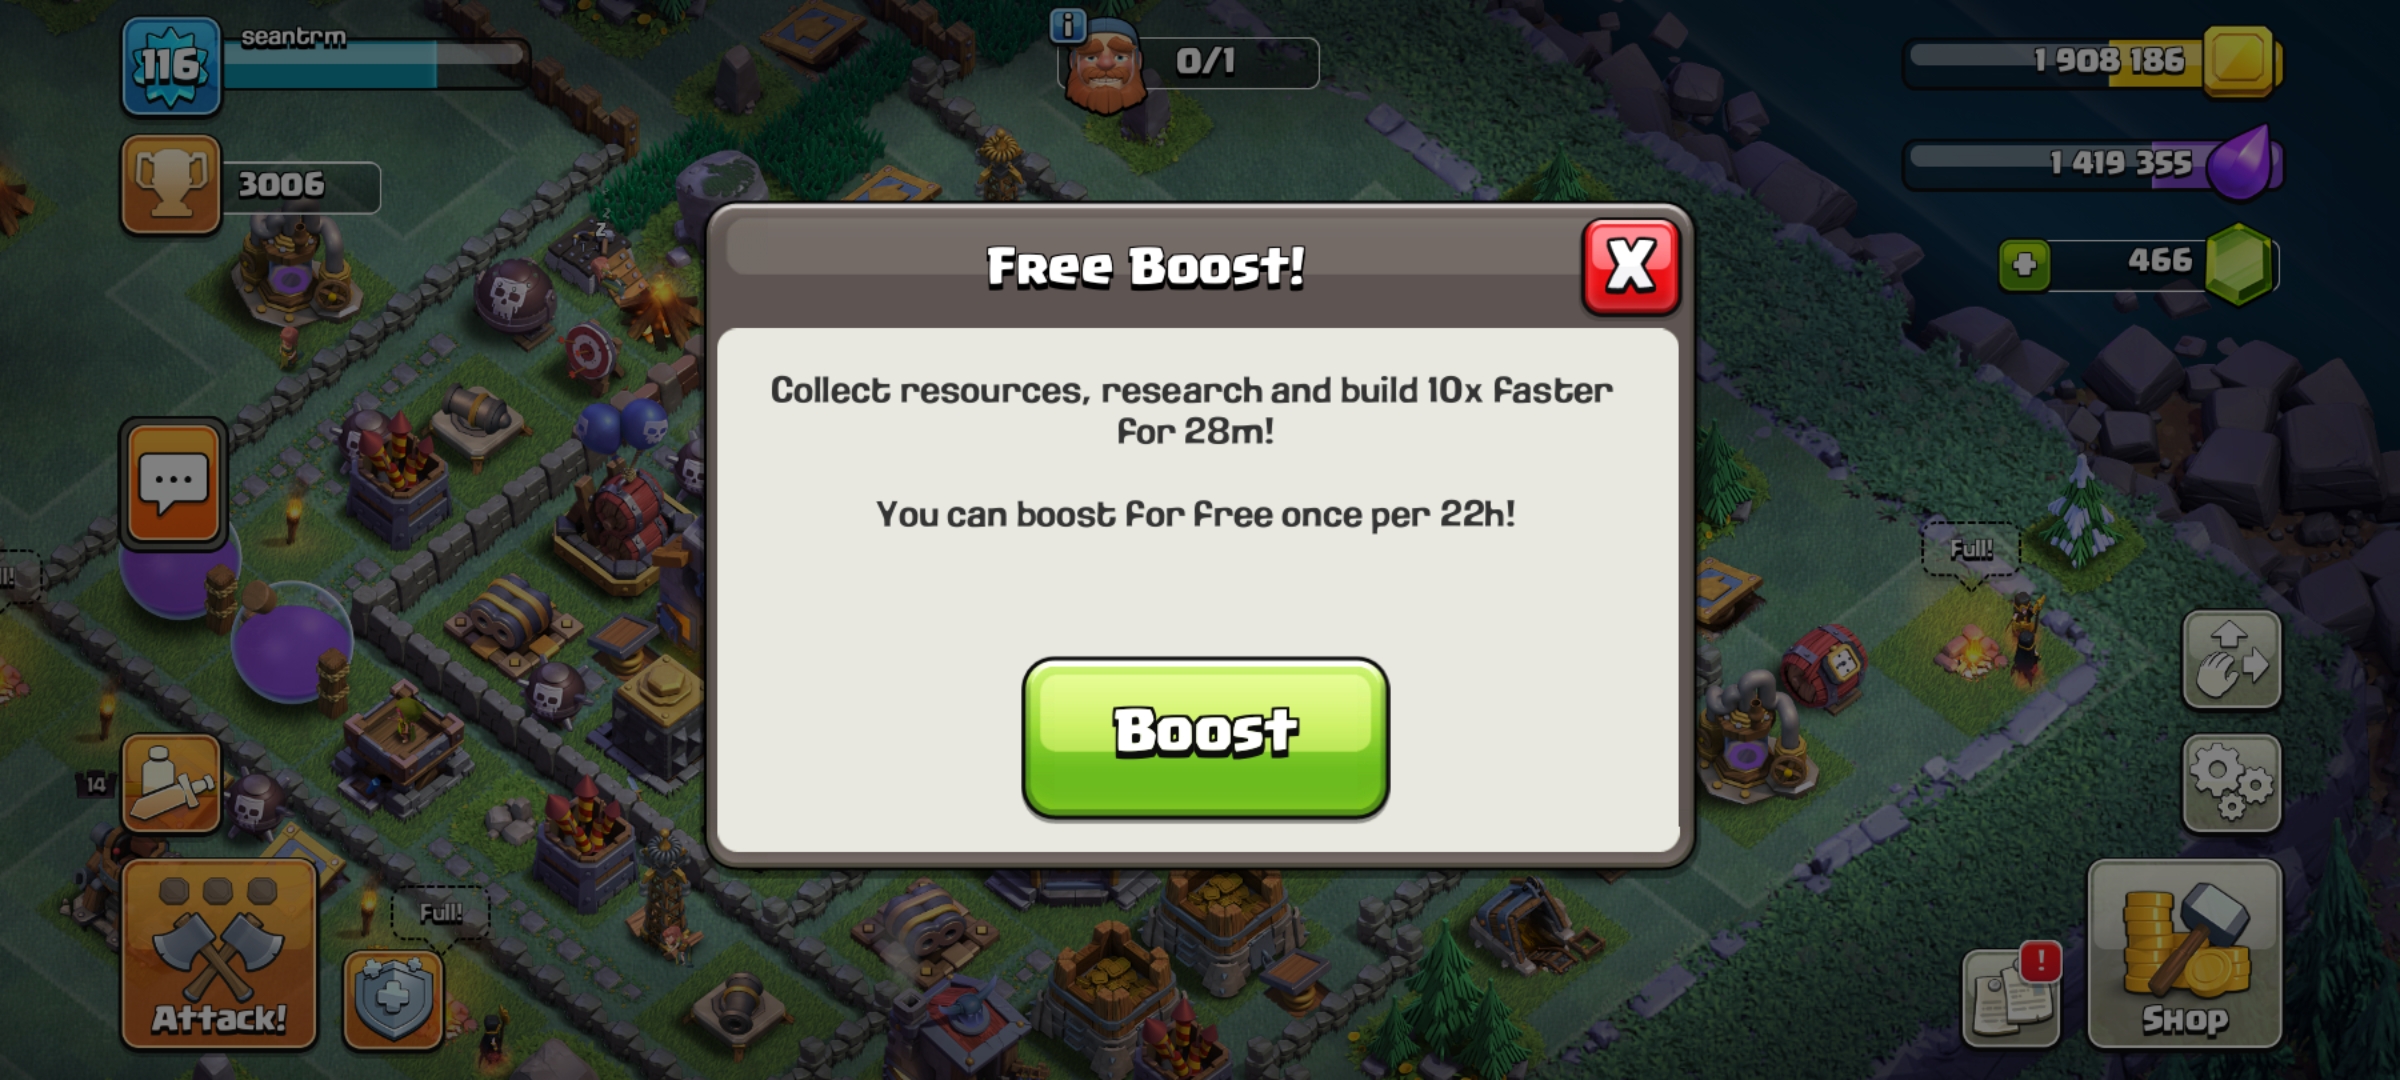 116
seantrm
0/1
1 908 186
3006
1 419 355
466
Free Boost!
X
Collect resources, research and build 10x faster
for 28m!
You can boost for free once per 22h!
Full!
Boost
14
Full!
Attack!
!
Shop